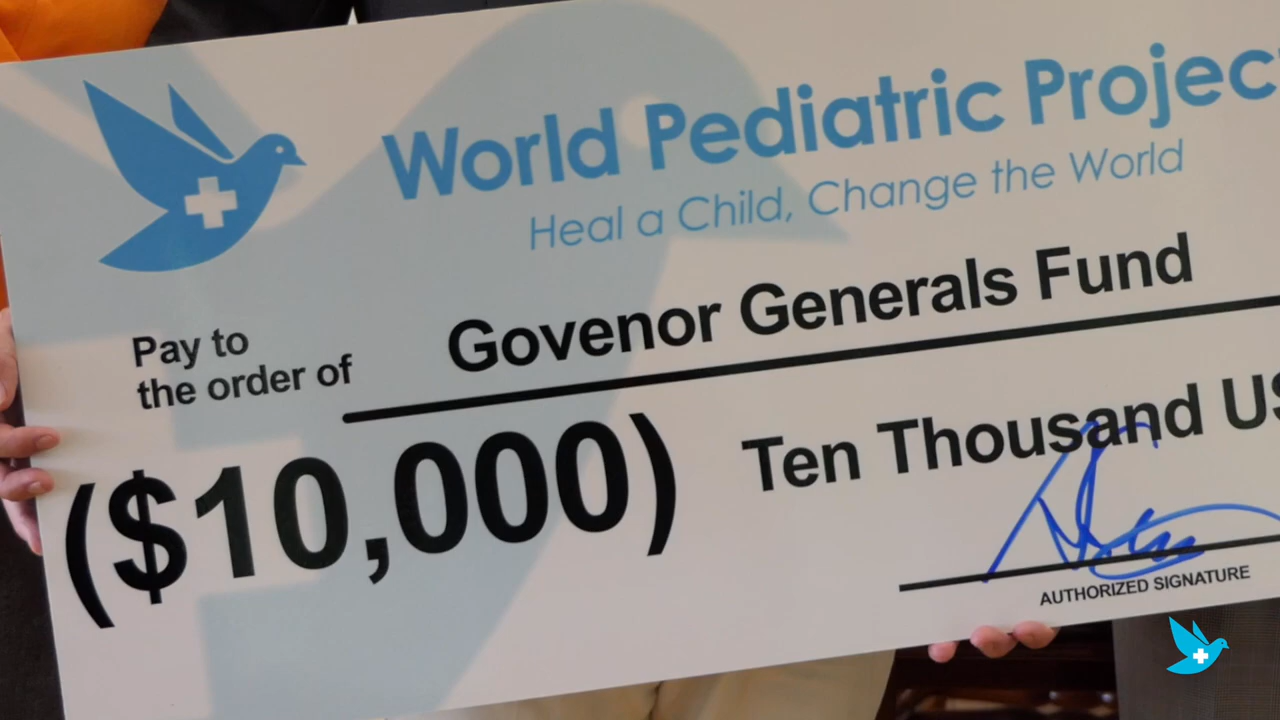 World Pediatric Projec
Heal a Child, Change the World
Pay to
the order of
Govenor Generals Fund
($10,000)
Ten Thousand US
AUTHORIZED SIGNATURE